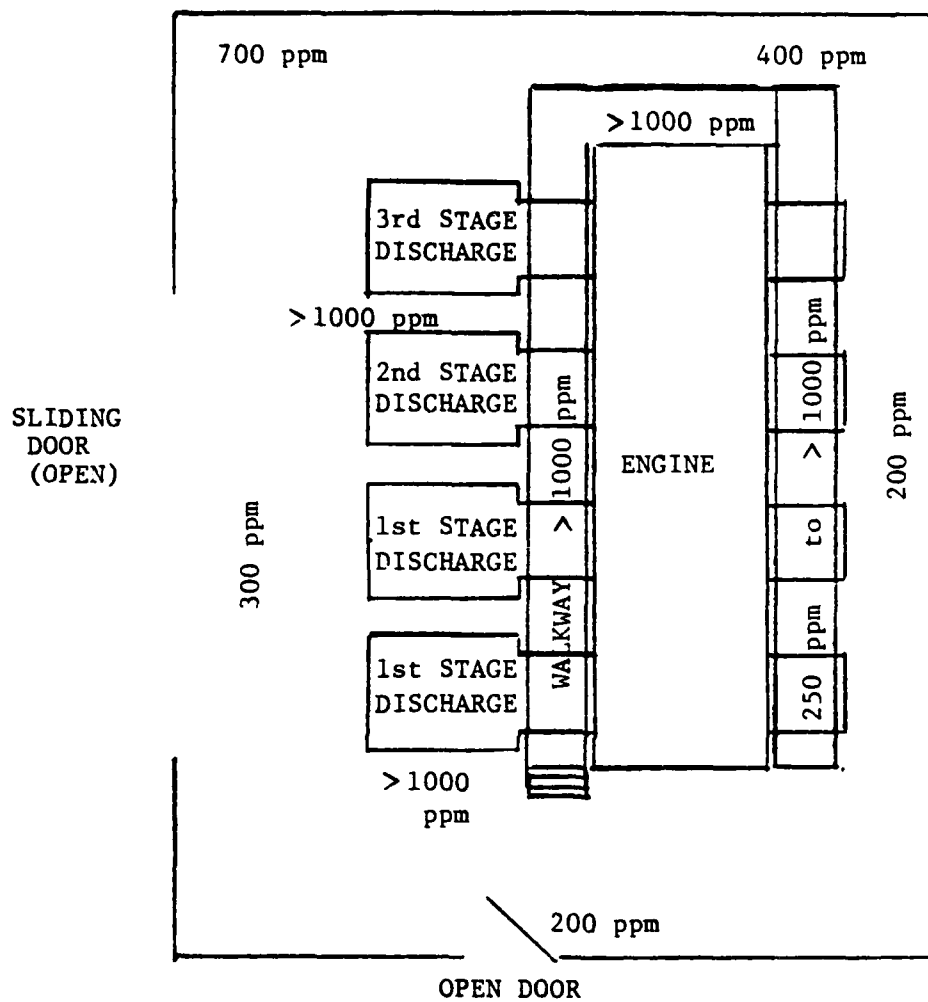 700 ppm
400 ppm
>1000 ppm
3rd STAGE
DISCHARGE
>1000 ppm
2nd STAGE
DISCHARGE
SLIDING
DOOR
(OPEN)
300 ppm
1st STAGE
DISCHARGE
1st STAGE
DISCHARGE
>1000
ppm
WALKWAY >1000 ppm
ENGINE
250 ppm to >1000 ppm
200 ppm
200 ppm
OPEN DOOR